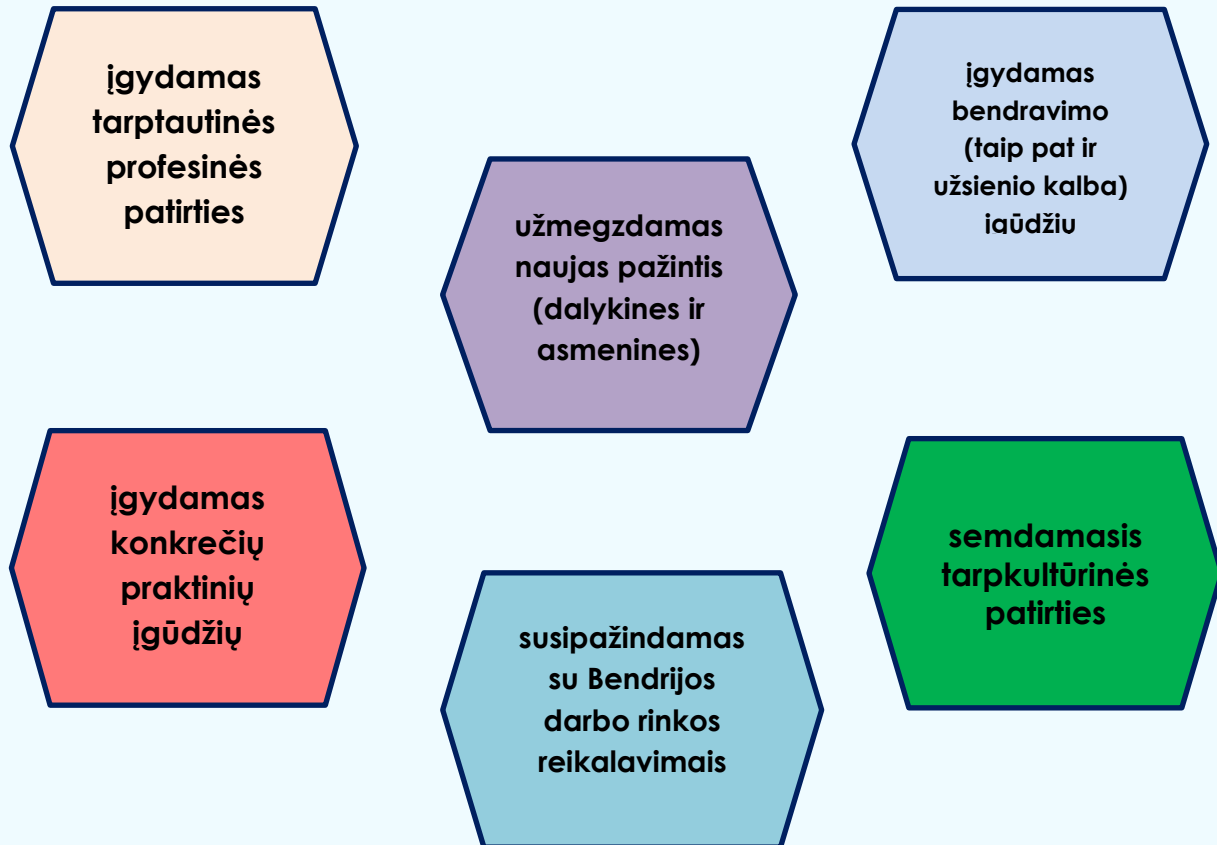 įgydamas
tarptautinės
profesinės
patirties
užmegzdamas
naujas pažintis
(dalykines ir
asmenines)
įgydamas
bendravimo
(taip pat ir
užsienio kalba)
įgūdžių
įgydamas
konkrečių
praktinių
įgūdžių
susipažindamas
su Bendrijos
darbo rinkos
reikalavimais
semdamasis
tarpkultūrinės
patirties